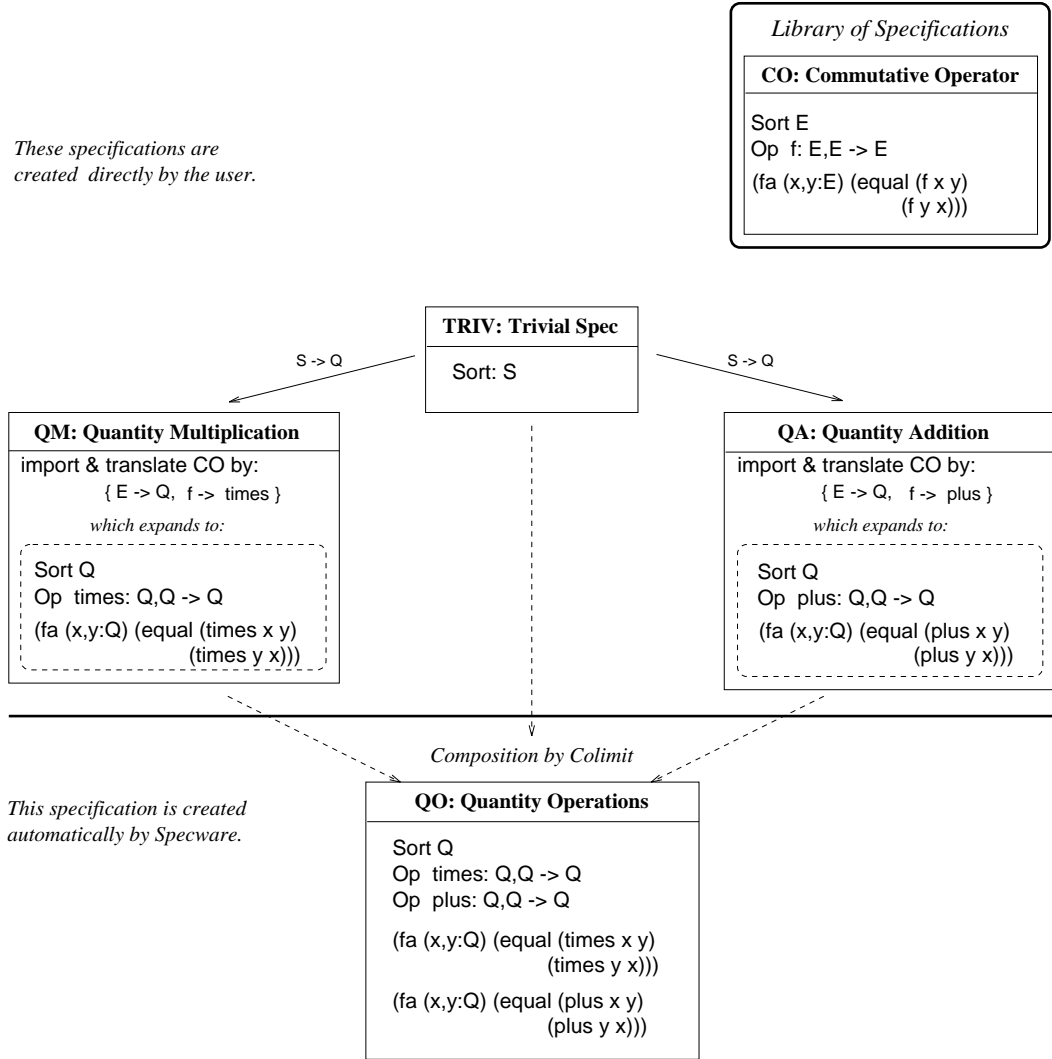 Library of Specifications
CO: Commutative Operator
Sort E
Op f: E,E -> E
(fa (x,y:E) (equal (f x y)
(f y x)))
These specifications are
created directly by the user.
TRIV: Trivial Spec
Sort: S
S -> Q
S -> Q
QM: Quantity Multiplication
import & translate CO by:
{ E -> Q, f -> times }
which expands to:
Sort Q
Op times: Q,Q -> Q
(fa (x,y:Q) (equal (times x y)
(times y x)))
QA: Quantity Addition
import & translate CO by:
{ E -> Q, f -> plus }
which expands to:
Sort Q
Op plus: Q,Q -> Q
(fa (x,y:Q) (equal (plus x y)
(plus y x)))
Composition by Colimit
This specification is created
automatically by Specware.
QO: Quantity Operations
Sort Q
Op times: Q,Q -> Q
Op plus: Q,Q -> Q
(fa (x,y:Q) (equal (times x y)
(times y x)))
(fa (x,y:Q) (equal (plus x y)
(plus y x)))